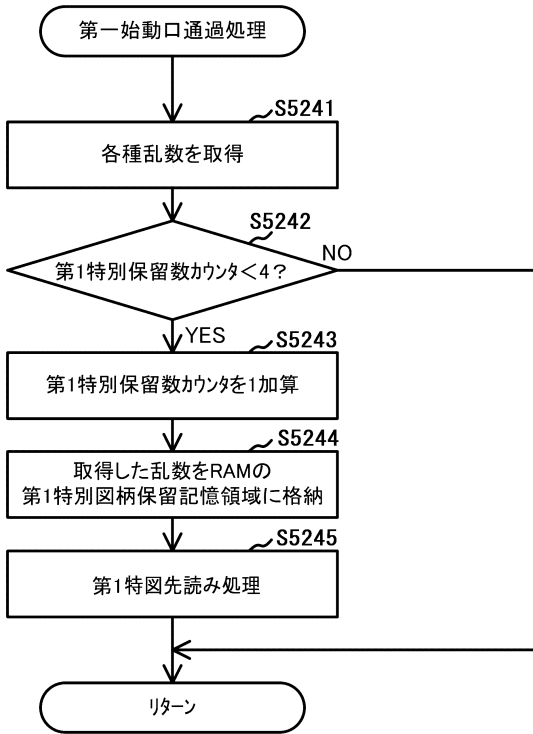 第一始動口通過処理
S5241
各種乱数を取得
S5242
第1特別保留数カウンタ<4?
NO
YES
S5243
第1特別保留数カウンタを1加算
S5244
取得した乱数をRAMの
第1特別図柄保留記憶領域に格納
S5245
第1特図先読み処理
リターン